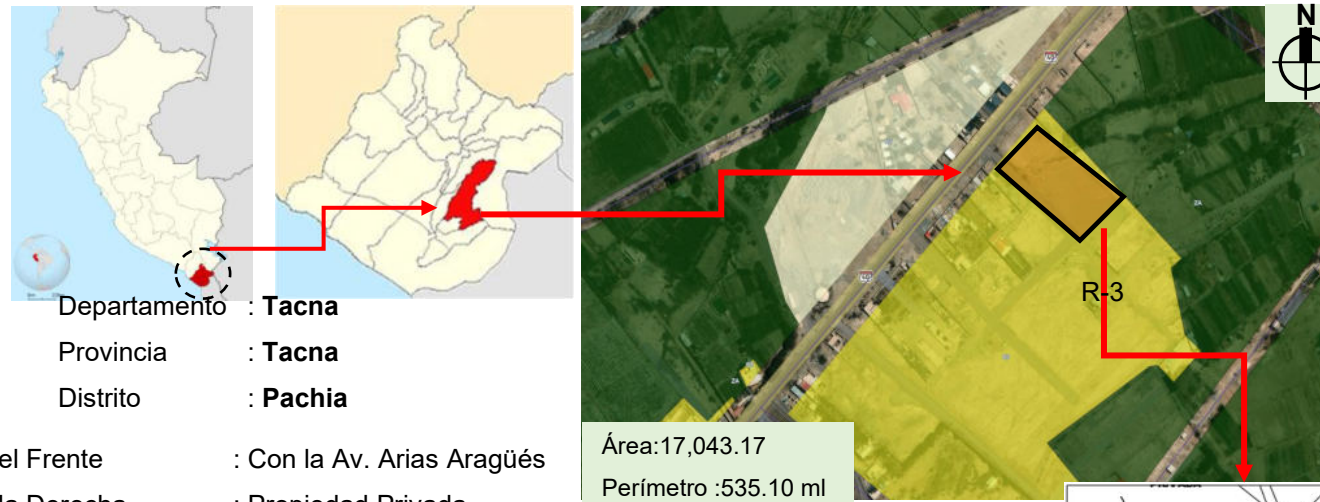 N
R-3
Departamento : Tacna
Provincia : Tacna
Distrito : Pachia
el Frente : Con la Av. Arias Aragüés
Área:17,043.17
Perímetro :535.10 ml